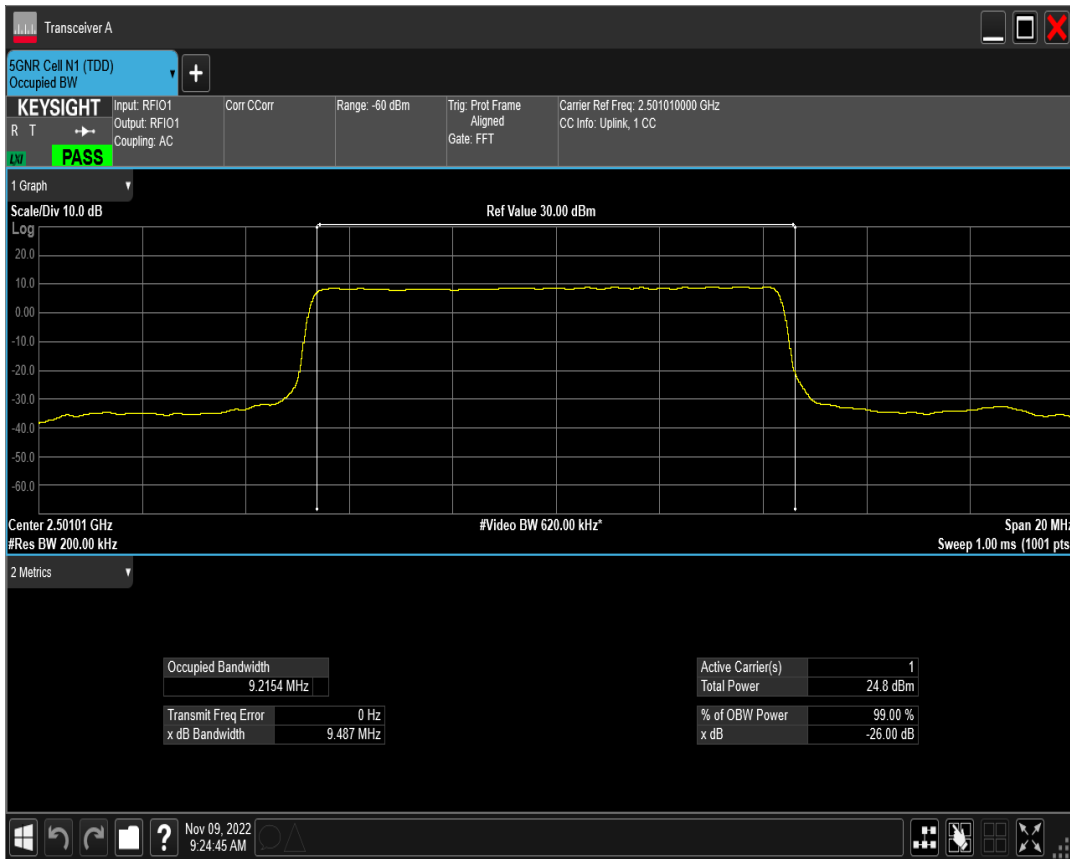 Transceiver A
5GNR Cell N1 (TDD)
Occupied BW
+
KEYSIGHT
R T
LXI
PASS
Input: RFIO1
Output: RFIO1
Coupling: AC
Corr CCorr
Range: -60 dBm
Trig: Prot Frame
Aligned
Gate: FFT
Carrier Ref Freq: 2.501010000 GHz
CC Info: Uplink, 1 CC
1 Graph
Scale/Div 10.0 dB
Ref Value 30.00 dBm
Log
20.0
10.0
0.00
-10.0
-20.0
-30.0
-40.0
-50.0
-60.0
Center 2.50101 GHz
#Video BW 620.00 kHz*
Span 20 MHz
#Res BW 200.00 kHz
Sweep 1.00 ms (1001 pts
2 Metrics
Occupied Bandwidth
9.2154 MHz
Transmit Freq Error 0 Hz
x dB Bandwidth 9.487 MHz
Active Carrier(s) 1
Total Power 24.8 dBm
% of OBW Power 99.00 %
x dB -26.00 dB
?
Nov 09, 2022
9:24:45 AM